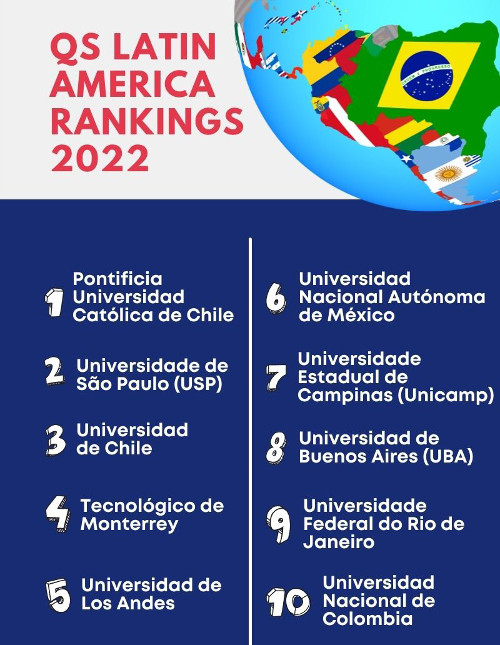 QS LATIN
AMERICA
RANKINGS
2022
1
Pontificia
Universidad
Católica de Chile
2
Universidade de
São Paulo (USP)
3
Universidad
de Chile
4
Tecnológico de
Monterrey
5
Universidad de
Los Andes
6
Universidad
Nacional Autónoma
de México
7
Universidade
Estadual de
Campinas (Unicamp)
8
Universidad de
Buenos Aires (UBA)
9
Universidade
Federal do Rio de
Janeiro
10
Universidad
Nacional de
Colombia